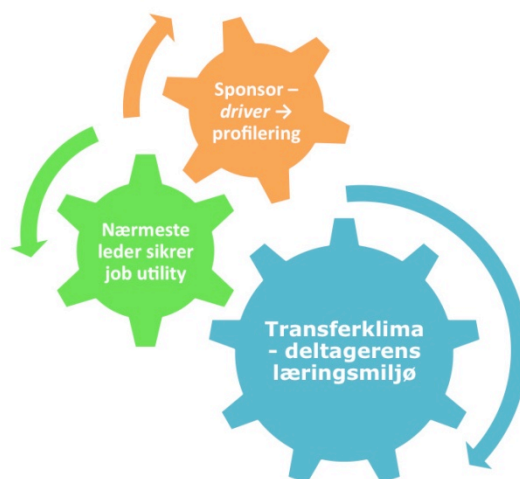 Sponsor –
driver →
profilering
Nærmeste
leder sikrer
job utility
Transferklima
- deltagerens
læringsmiljø